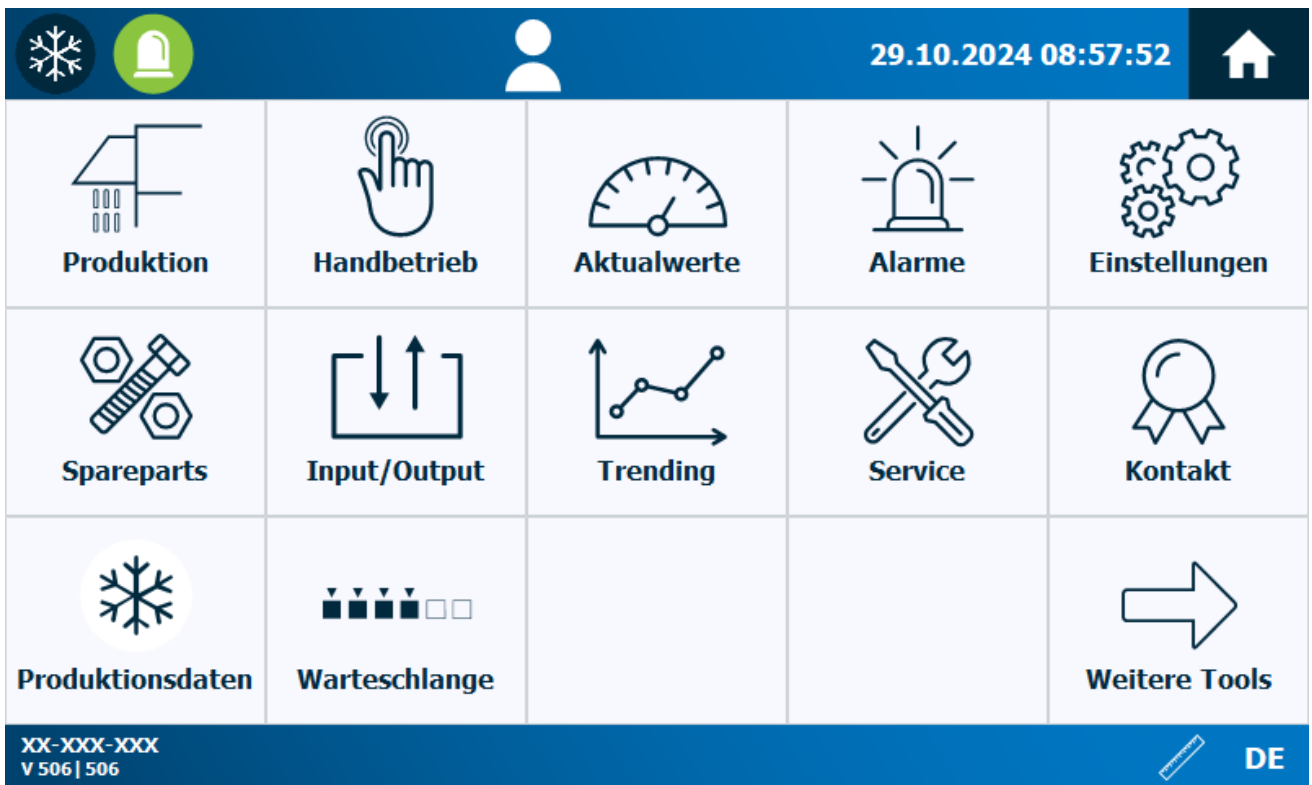 29.10.2024 08:57:52
Produktion
Handbetrieb
Aktualwerte
Alarme
Einstellungen
Spareparts
Input/Output
Trending
Service
Kontakt
Produktionsdaten
Warteschlange
Weitere Tools
XX-XXX-XXX
V 506| 506
DE